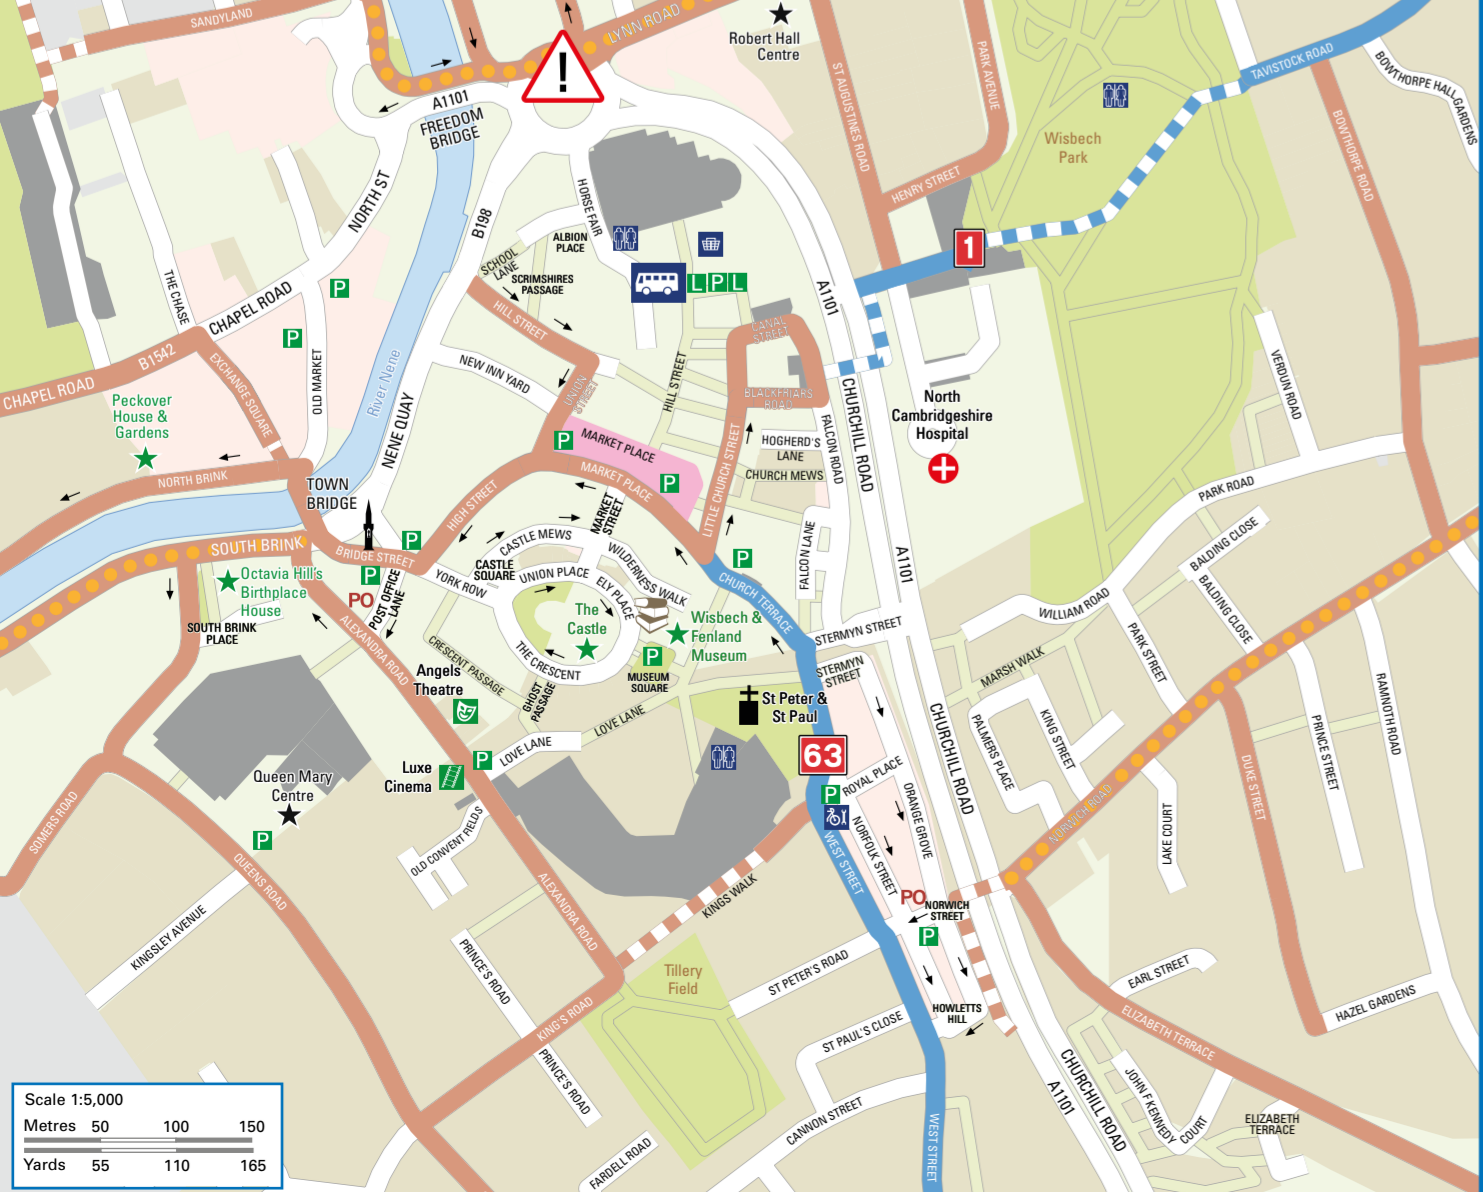 SANDYLAND
LYNN ROAD
Robert Hall
Centre
ST AUGUSTINES ROAD
PARK AVENUE
TAVISTOCK ROAD
BOWTHORPE HALL GARDENS
BOWTHORPE ROAD
A1101
FREEDOM
BRIDGE
!
Wisbech
Park
HENRY STREET
NORTH ST
B198
HORSE FAIR
ALBION
PLACE
SCHOOL
LANE
SCRIMSHIRES
PASSAGE
1
THE CHASE
CHAPEL ROAD
P
L P L
A1101
HILL STREET
CANAL
STREET
P
OLD MARKET
River Nene
B1542
CHAPEL ROAD
EXCHANGE SQUARE
NEW INN YARD
UNION
STREET
HILL STREET
BLACKFRIARS
ROAD
CHURCHILL ROAD
VERDUN ROAD
North
Cambridgeshire
Hospital
Peckover
House &
Gardens
NENE QUAY
P
MARKET PLACE
HOGHERD'S
LANE
FALCON ROAD
CHURCH MEWS
LITTLE CHURCH STREET
MARKET PLACE
P
NORTH BRINK
TOWN
BRIDGE
HIGH STREET
MARKET
STREET
PARK ROAD
BALDING CLOSE
SOUTH BRINK
BRIDGE STREET
P
CASTLE MEWS
WILDERNESS WALK
P
FALCON LANE
A1101
CASTLE
SQUARE
UNION PLACE
ELY PLACE
Octavia Hill's
Birthplace
House
P
PO
POST OFFICE
LANE
YORK ROW
CHURCH TERRACE
BALDING CLOSE
WILLIAM ROAD
The
Castle
Wisbech &
Fenland
Museum
STERMYN STREET
SOUTH BRINK
PLACE
ALEXANDRA ROAD
CRESCENT PASSAGE
THE CRESCENT
P
MUSEUM
SQUARE
STERMYN
STREET
MARSH WALK
PARK STREET
Angels
Theatre
GHOST
PASSAGE
St Peter &
St Paul
RAMNOTH ROAD
LOVE LANE
CHURCHILL ROAD
PALMERS PLACE
KING STREET
PRINCE STREET
LOVE LANE
P
63
Luxe
Cinema
Queen Mary
Centre
ROYAL PLACE
P
ORANGE GROVE
DUKE STREET
NORWICH ROAD
SOMERS ROAD
P
OLD CONVENT FIELDS
NORFOLK STREET
WEST STREET
LAKE COURT
QUEENS ROAD
ALEXANDRA ROAD
KINGS WALK
PO
NORWICH
STREET
KINGSLEY AVENUE
P
PRINCE'S ROAD
Tillery
Field
ST PETER'S ROAD
EARL STREET
HOWLETTS
HILL
HAZEL GARDENS
KING'S ROAD
ST PAUL'S CLOSE
ELIZABETH TERRACE
PRINCE'S ROAD
CHURCHILL ROAD
A1101
JOHN F KENNEDY
COURT
CANNON STREET
WEST STREET
ELIZABETH
TERRACE
FARDELL ROAD
Scale 1:5,000
Metres 50 100 150
Yards 55 110 165